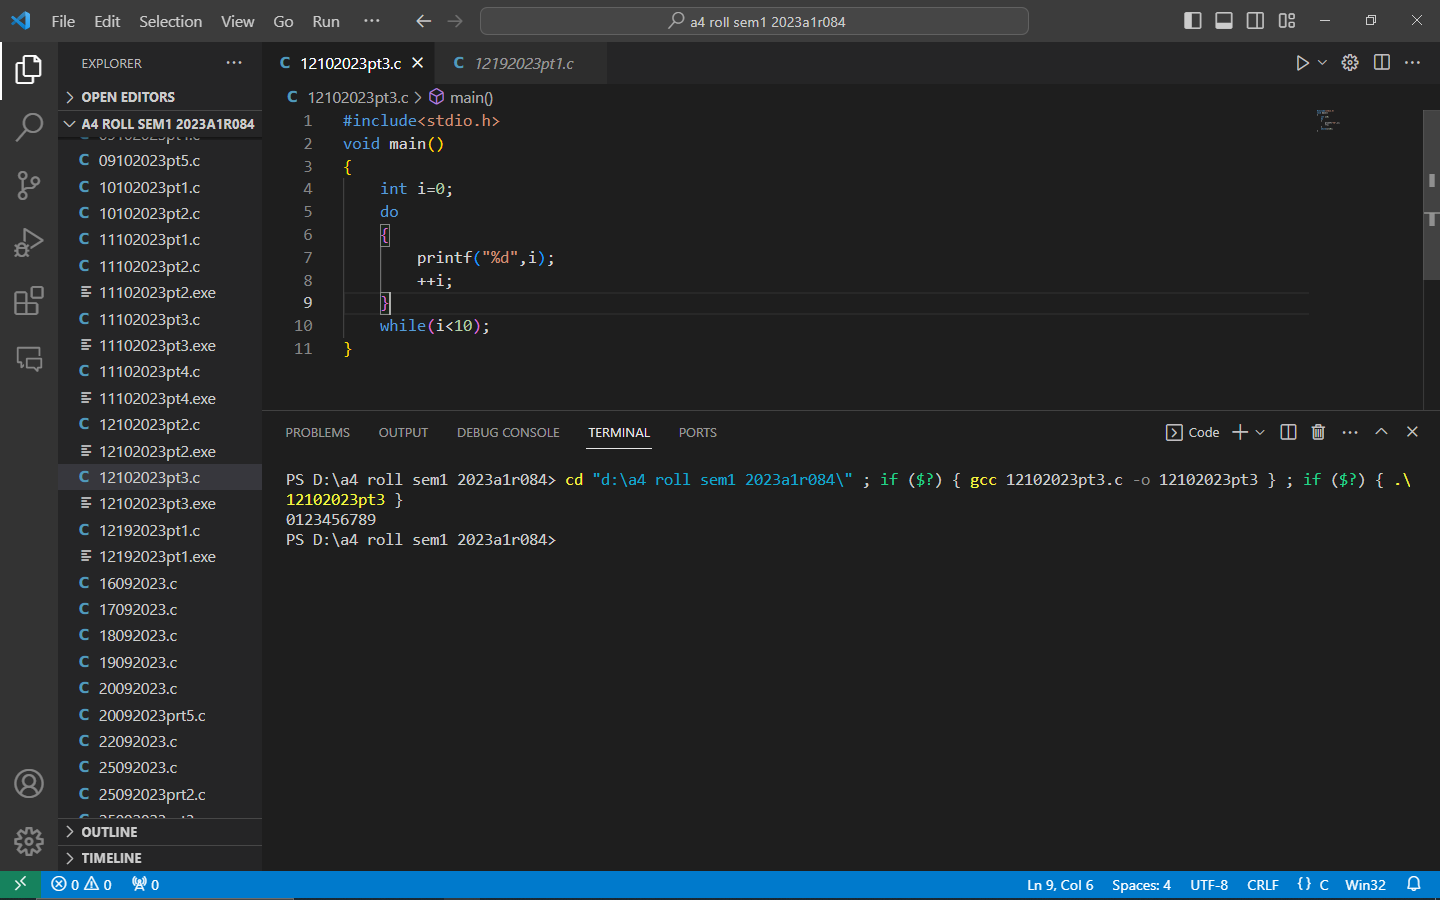 File Edit Selection View Go Run ··· a4 roll sem1 2023a1r084
EXPLORER ···
OPEN EDITORS
A4 ROLL SEM1 2023A1R084
09102023pt5.c
10102023pt1.c
10102023pt2.c
11102023pt1.c
11102023pt2.c
11102023pt2.exe
11102023pt3.c
11102023pt3.exe
11102023pt4.c
11102023pt4.exe
12102023pt2.c
12102023pt2.exe
12102023pt3.c
12102023pt3.exe
12192023pt1.c
12192023pt1.exe
16092023.c
17092023.c
18092023.c
19092023.c
20092023.c
20092023prt5.c
22092023.c
25092023.c
25092023prt2.c
OUTLINE
TIMELINE
C 12102023pt3.c C 12192023pt1.c
C 12102023pt3.c > main()
1 #include<stdio.h>
2 void main()
3 {
4 int i=0;
5 do
6 {
7 printf("%d",i);
8 ++i;
9 }
10 while(i<10);
11 }
PROBLEMS OUTPUT DEBUG CONSOLE TERMINAL PORTS Code
PS D:\a4 roll sem1 2023a1r084> cd "d:\a4 roll sem1 2023a1r084\" ; if ($?) { gcc 12102023pt3.c -o 12102023pt3 } ; if ($?) { .\
12102023pt3 }
0123456789
PS D:\a4 roll sem1 2023a1r084>
0 0 0 Ln 9, Col 6 Spaces: 4 UTF-8 CRLF {} C Win32